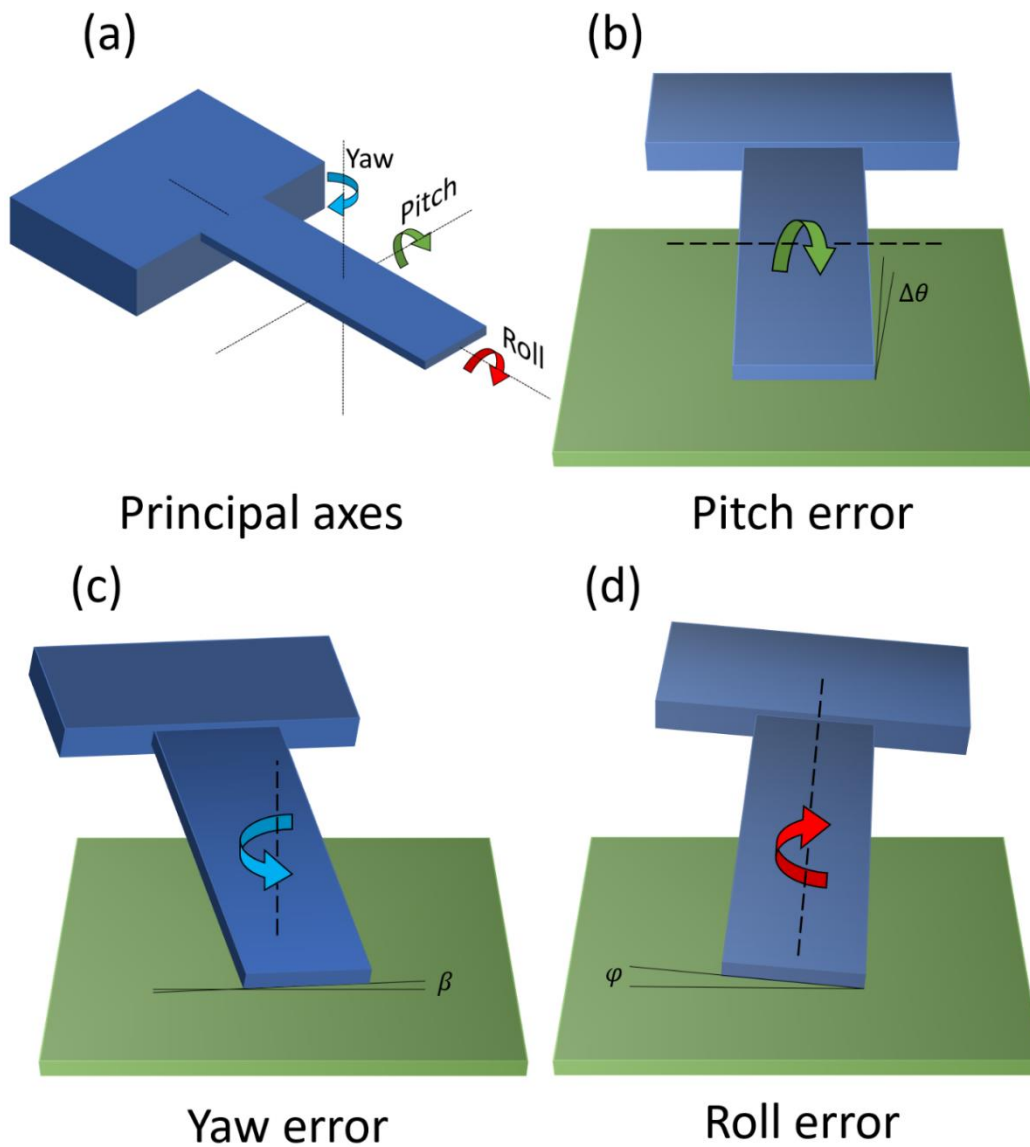 (a)
Yaw
Pitch
Roll
Principal axes
(b)
Δθ
Pitch error
(c)
β
Yaw error
(d)
φ
Roll error